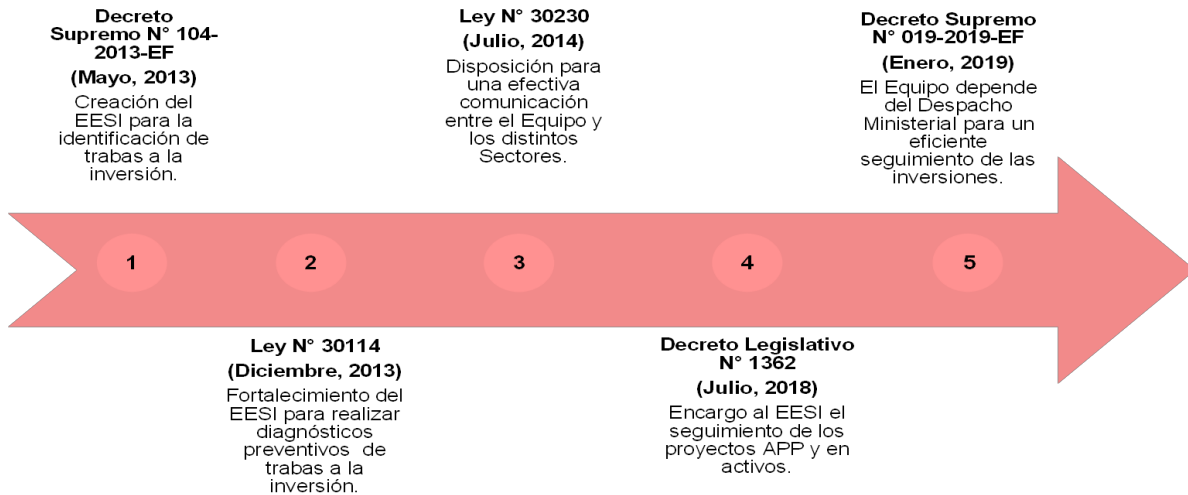 Decreto
Supremo N° 104-
2013-EF
(Mayo, 2013)
Creación del
EESI para la
identificación de
trabas a la
inversión.
Ley N° 30230
(Julio, 2014)
Disposición para
una efectiva
comunicación
entre el Equipo y
los distintos
Sectores.
Decreto Supremo
N° 019-2019-EF
(Enero, 2019)
El Equipo depende
del Despacho
Ministerial para un
eficiente
seguimiento de las
inversiones.
1
2
3
4
5
Ley N° 30114
(Diciembre, 2013)
Fortalecimiento del
EESI para realizar
diagnósticos
preventivos  de
trabas a la
inversión.
Decreto Legislativo
N° 1362
(Julio, 2018)
Encargo al EESI el
seguimiento de los
proyectos APP y en
activos.